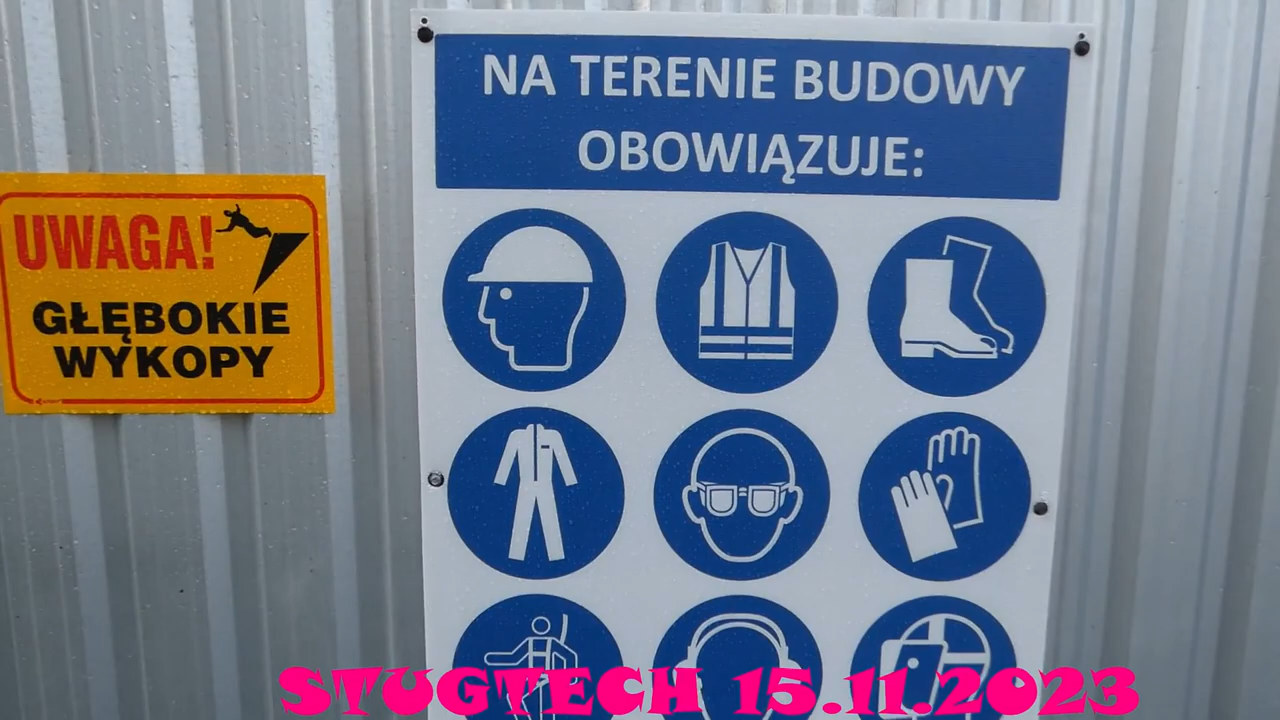 NA TERENIE BUDOWY
OBOWIĄZUJE:
UWAGA!
GŁĘBOKIE
WYKOPY
STUGTECH 15.11.2023